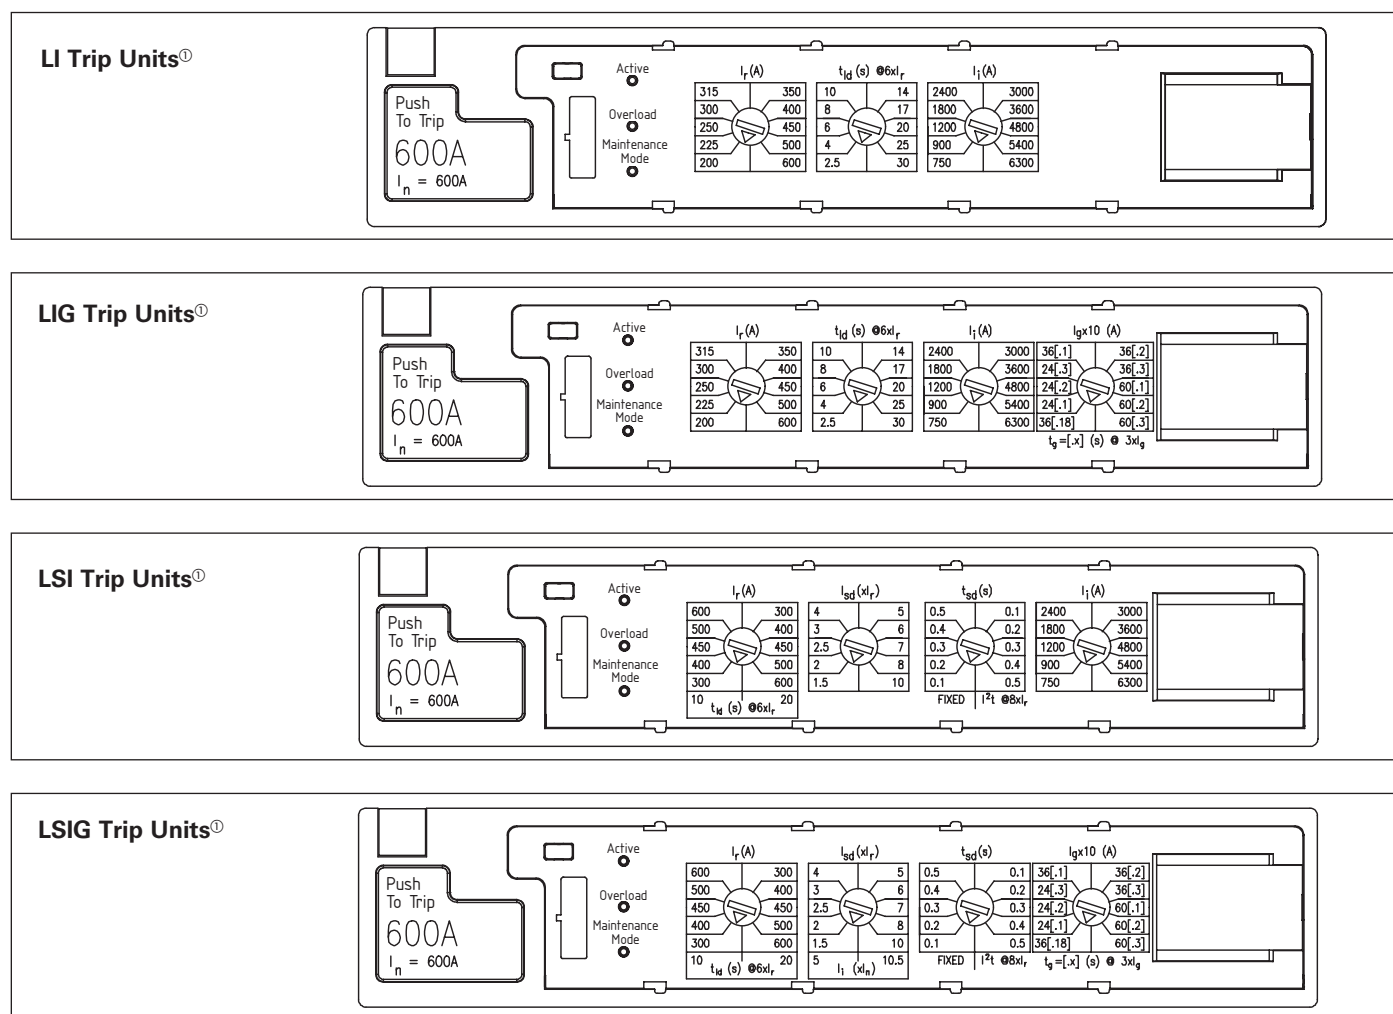 LI Trip Units①
Push
To Trip
600A
In = 600A
Active
Overload
Maintenance
Mode
Ir(A)
315 350
300 400
250 450
225 500
200 600
tld (s) @6xIr
10 14
8 17
6 20
4 25
2.5 30
Ii(A)
2400 3000
1800 3600
1200 4800
900 5400
750 6300
LIG Trip Units①
Push
To Trip
600A
In = 600A
Active
Overload
Maintenance
Mode
Ir(A)
315 350
300 400
250 450
225 500
200 600
tld (s) @6xIr
10 14
8 17
6 20
4 25
2.5 30
Ii(A)
2400 3000
1800 3600
1200 4800
900 5400
750 6300
Igx10 (A)
36[.1] 36[.2]
24[.3] 36[.3]
24[.2] 60[.1]
24[.1] 60[.2]
36[.18] 60[.3]
tg=[.x] (s) @ 3xIg
LSI Trip Units①
Push
To Trip
600A
In = 600A
Active
Overload
Maintenance
Mode
Ir(A)
600 300
500 400
450 450
400 500
300 600
10 20
tld (s) @6xIr
Isd(xIr)
4 5
3 6
2.5 7
2 8
1.5 10
tsd(s)
0.5 0.1
0.4 0.2
0.3 0.3
0.2 0.4
0.1 0.5
FIXED I²t @8xIr
Ii(A)
2400 3000
1800 3600
1200 4800
900 5400
750 6300
LSIG Trip Units①
Push
To Trip
600A
In = 600A
Active
Overload
Maintenance
Mode
Ir(A)
600 300
500 400
450 450
400 500
300 600
10 20
tld (s) @6xIr
Isd(xIr)
4 5
3 6
2.5 7
2 8
1.5 10
5 10.5
Ii (xIn)
tsd(s)
0.5 0.1
0.4 0.2
0.3 0.3
0.2 0.4
0.1 0.5
FIXED I²t @8xIr
Igx10 (A)
36[.1] 36[.2]
24[.3] 36[.3]
24[.2] 60[.1]
24[.1] 60[.2]
36[.18] 60[.3]
tg=[.x] (s) @ 3xIg